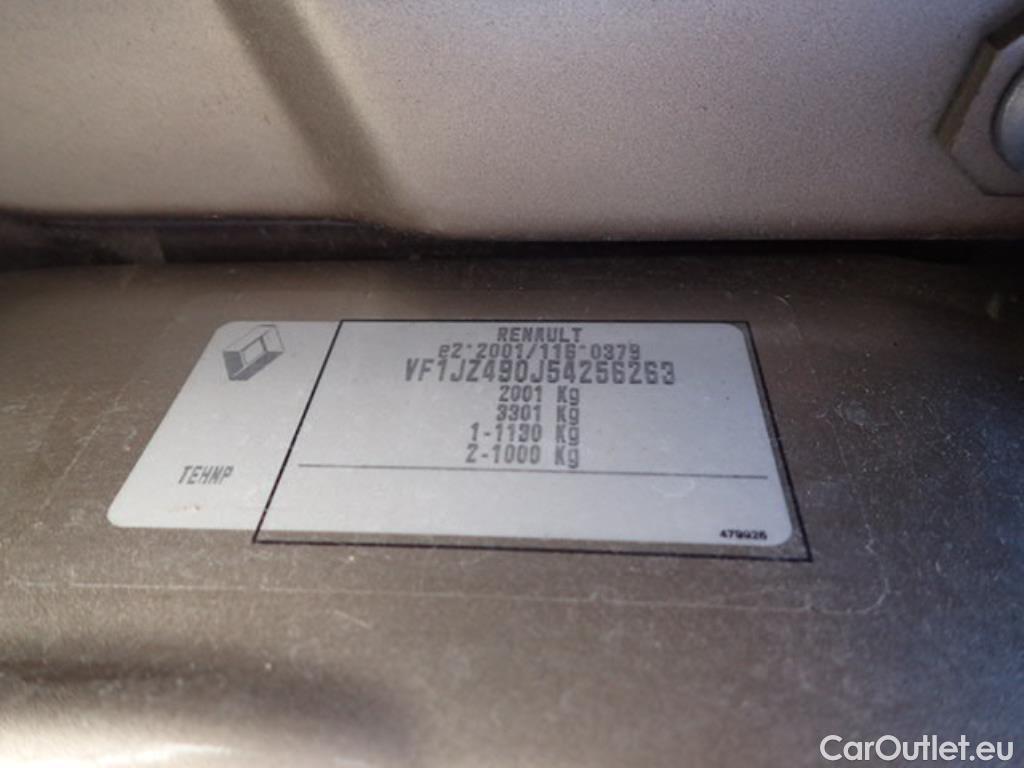 RENAULT
e2*2001/116*0379
VF1JZ490J54256263
2001 Kg
3301 Kg
1-1130 Kg
2-1000 Kg
TEHNP
479926
CarOutlet.eu